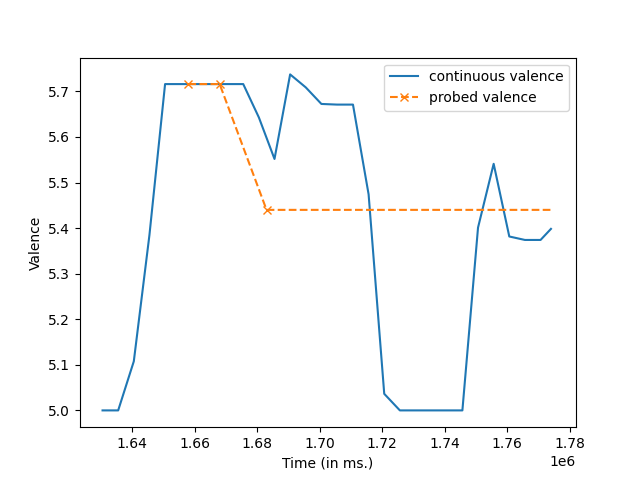 continuous valence
probed valence
5.7
5.6
5.5
5.4
5.3
5.2
5.1
5.0
Valence
1.64 1.66 1.68 1.70 1.72 1.74 1.76 1.78
Time (in ms.)
1e6